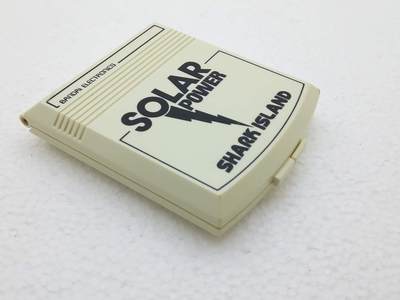 BANDAI ELECTRONICS
SOLAR
POWER
SHARK ISLAND